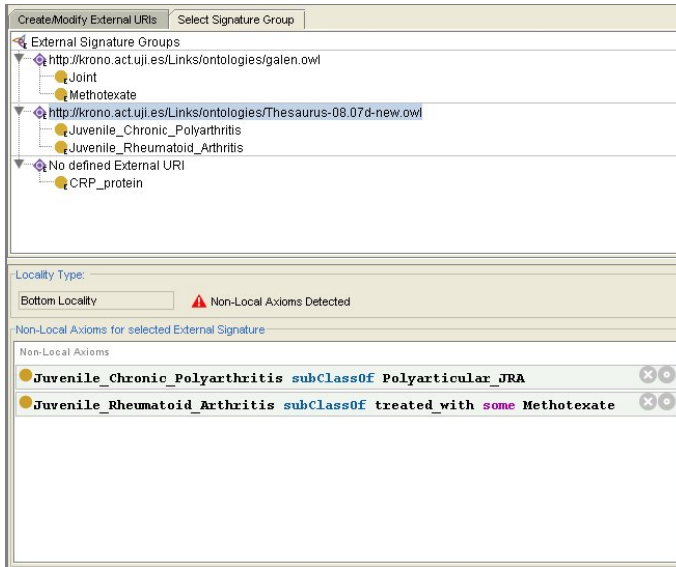 Create/Modify External URIs Select Signature Group
External Signature Groups
http://krono.act.uji.es/Links/ontologies/galen.owl
Joint
Methotexate
http://krono.act.uji.es/Links/ontologies/Thesaurus-08.07d-new.owl
Juvenile_Chronic_Polyarthritis
Juvenile_Rheumatoid_Arthritis
No defined External URI
CRP_protein
Locality Type:
Bottom Locality Non-Local Axioms Detected
Non-Local Axioms for selected External Signature
Non-Local Axioms
Juvenile_Chronic_Polyarthritis subClassOf Polyarticular_JRA
Juvenile_Rheumatoid_Arthritis subClassOf treated_with some Methotexate